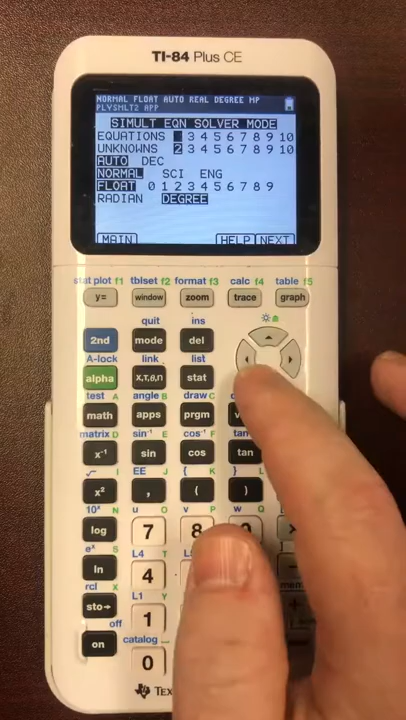 TI-84 Plus CE
NORMAL FLOAT AUTO REAL DEGREE MP
PLYSMLT2 APP
SIMULT EQN SOLVER MODE
EQUATIONS 3 4 5 6 7 8 9 10
UNKNOWNS 2 3 4 5 6 7 8 9 10
AUTO DEC
NORMAL SCI ENG
FLOAT 0 1 2 3 4 5 6 7 8 9
RADIAN DEGREE
MAIN HELP NEXT
stat plot f1 tblset f2 format f3 calc f4 table f5
y= window zoom trace graph
quit ins
2nd mode del
A-lock link list
alpha X,T,θ,n stat
test A angle B draw C
math apps prgm
matrix D sin⁻¹ E cos⁻¹ F tan
x⁻¹ sin cos tan
√ I EE J { K } L
x² , ( )
10ˣ N u O v P w Q
log 7 8 9
eˣ S L4 T
ln 4
rcl X L1 Y
sto→ 1
off catalog
on 0